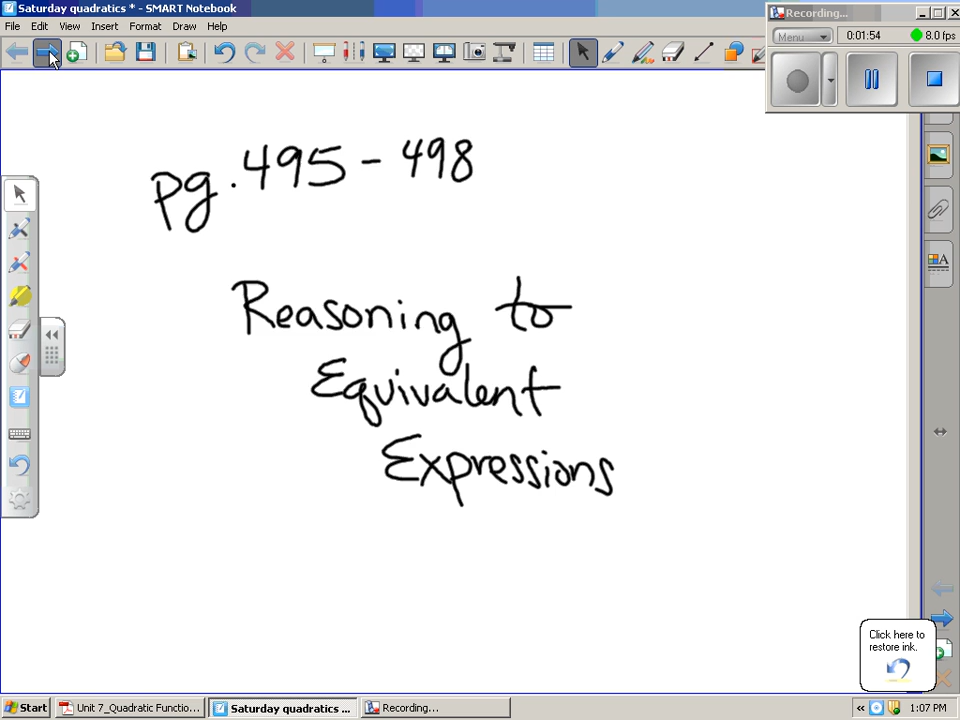 Saturday quadratics * - SMART Notebook
File Edit View Insert Format Draw Help
Recording...
Menu 0:01:54 8.0 fps
pg. 495 - 498
Reasoning to
Equivalent
Expressions
Click here to
restore ink.
Start Unit 7_Quadratic Functio... Saturday quadratics ... Recording... « 1:07 PM